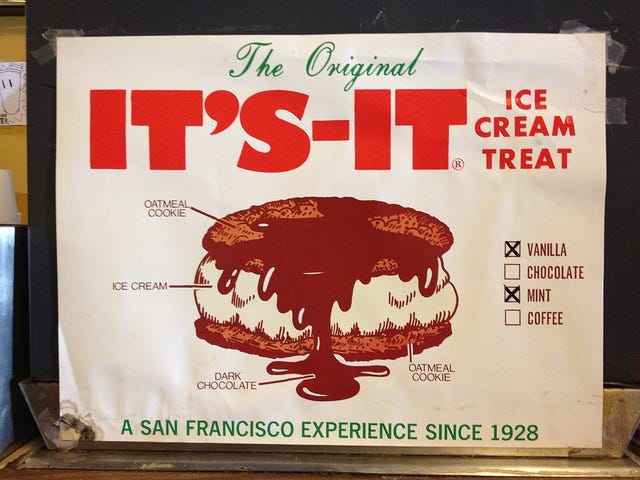 The Original
IT'S-IT®
ICE
CREAM
TREAT
OATMEAL
COOKIE
ICE CREAM
DARK
CHOCOLATE
OATMEAL
COOKIE
VANILLA
CHOCOLATE
MINT
COFFEE
A SAN FRANCISCO EXPERIENCE SINCE 1928